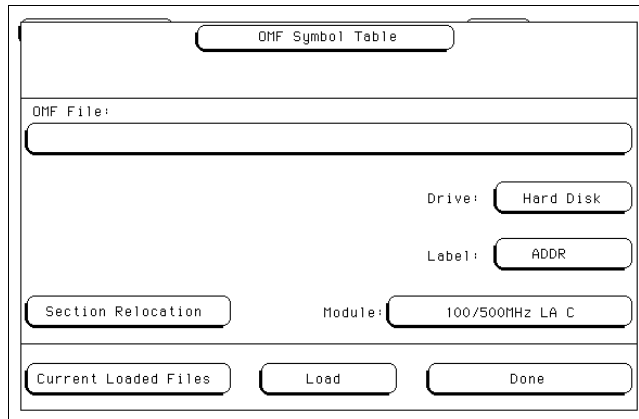 OMF Symbol Table
OMF File:
Drive: Hard Disk
Label: ADDR
Section Relocation Module: 100/500MHz LA C
Current Loaded Files Load Done